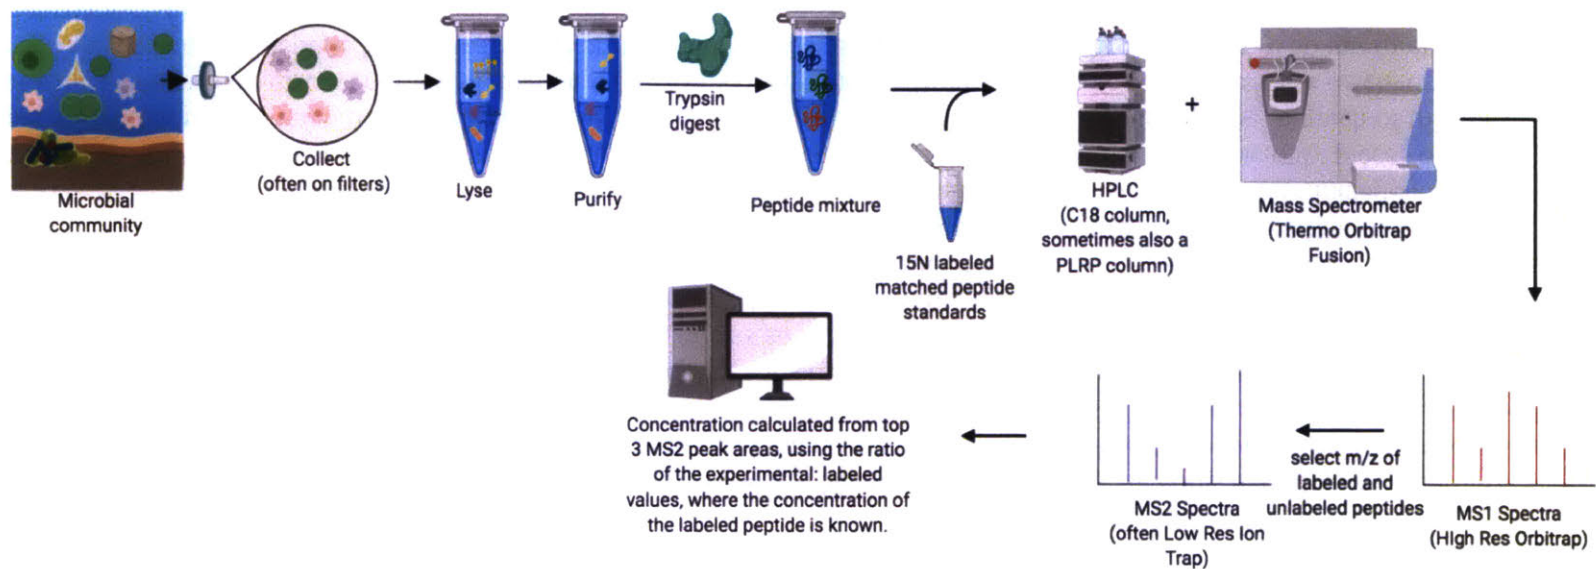 Microbial
community
Collect
(often on filters)
Lyse
Purify
Trypsin
digest
Peptide mixture
15N labeled
matched peptide
standards
HPLC
(C18 column,
sometimes also a
PLRP column)
+
Mass Spectrometer
(Thermo Orbitrap
Fusion)
MS1 Spectra
(High Res Orbitrap)
select m/z of
labeled and
unlabeled peptides
MS2 Spectra
(often Low Res Ion
Trap)
Concentration calculated from top
3 MS2 peak areas, using the ratio
of the experimental: labeled
values, where the concentration of
the labeled peptide is known.